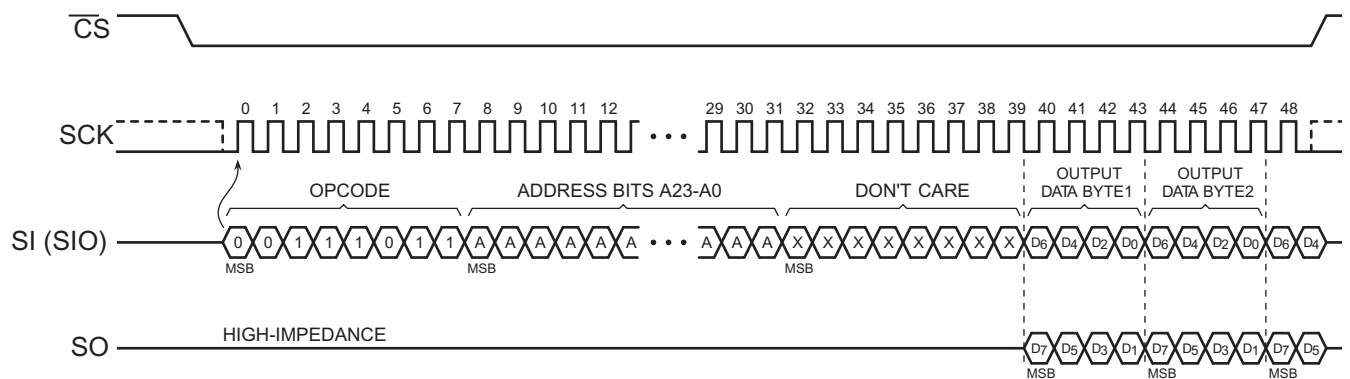 CS
SCK
0 1 2 3 4 5 6 7 8 9 10 11 12 29 30 31 32 33 34 35 36 37 38 39 40 41 42 43 44 45 46 47 48
OPCODE
ADDRESS BITS A23-A0
DON'T CARE
OUTPUT
DATA BYTE1
OUTPUT
DATA BYTE2
SI (SIO)
0 0 1 1 1 0 1 1 A A A A A A A A A X X X X X X X X D6 D4 D2 D0 D6 D4 D2 D0 D6 D4
MSB MSB MSB
SO
HIGH-IMPEDANCE
D7 D5 D3 D1 D7 D5 D3 D1 D7 D5
MSB MSB MSB